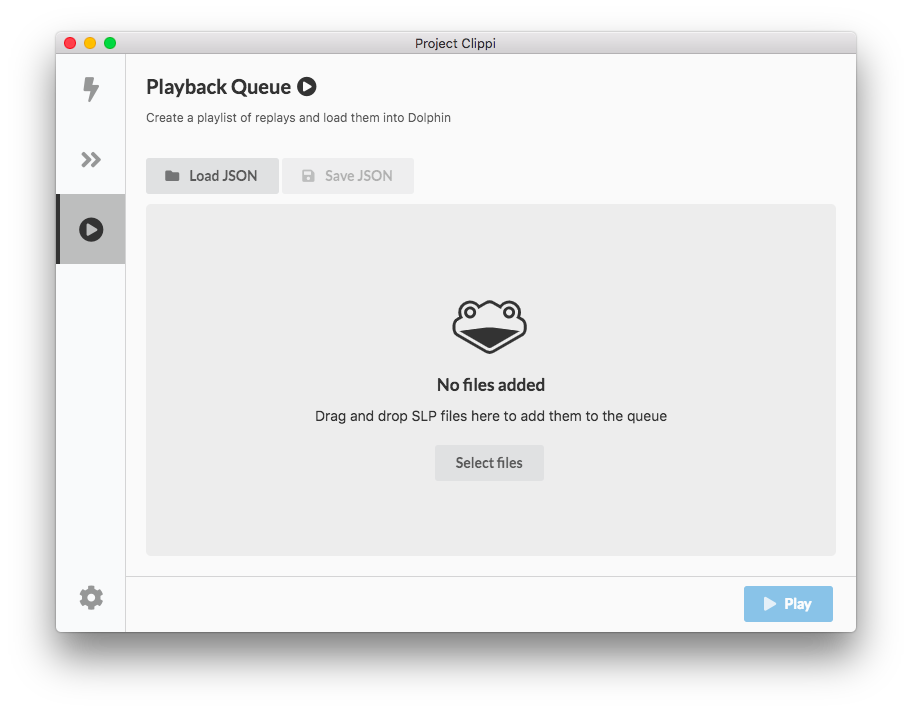 Project Clippi
Playback Queue
Create a playlist of replays and load them into Dolphin
Load JSON
Save JSON
No files added
Drag and drop SLP files here to add them to the queue
Select files
Play